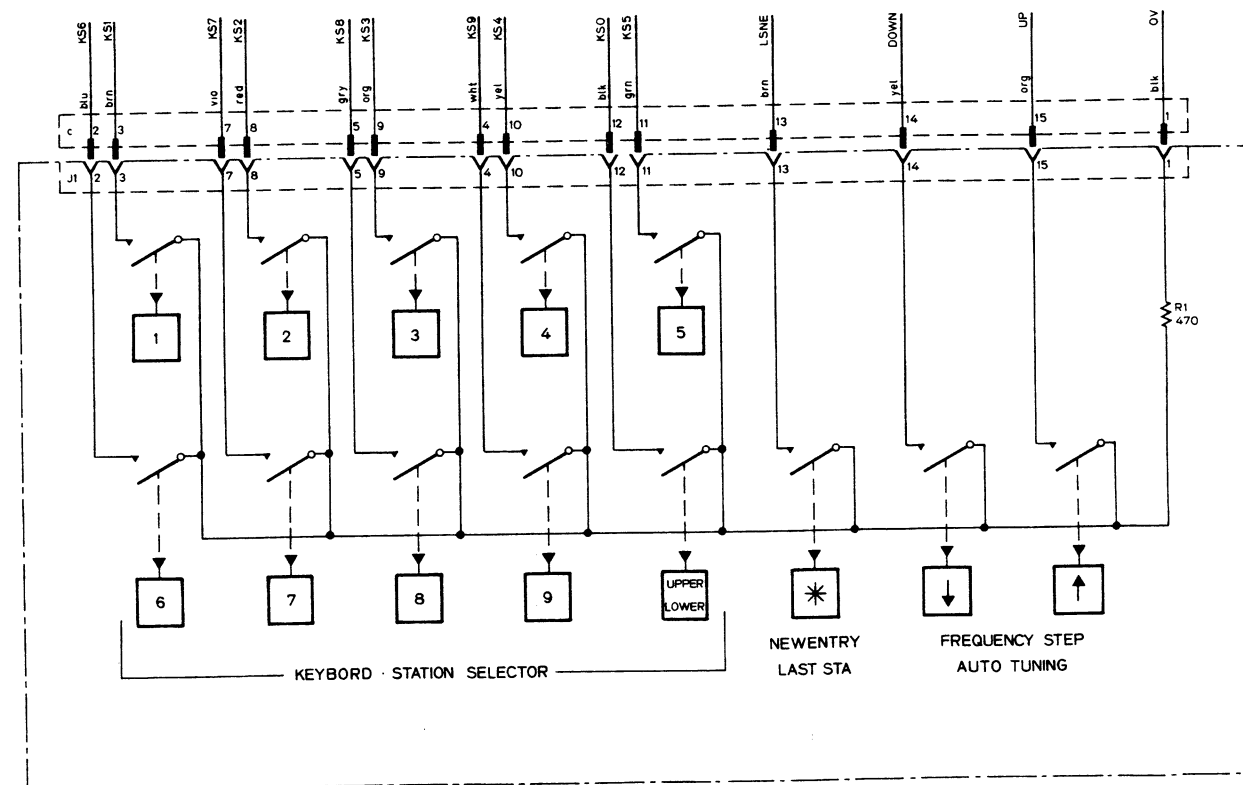 KS6 KS1 KS7 KS2 KS8 KS3 KS9 KS4 KS0 KS5 LSNE DOWN UP 0V
blu brn vio red gry org wht yel blk grn brn yel org blk
c 2 3 7 8 5 9 4 10 12 11 13 14 15 1
J1 2 3 7 8 5 9 4 10 12 11 13 14 15 1
R1
470
1 2 3 4 5
6 7 8 9 UPPER LOWER
NEWENTRY
LAST STA
FREQUENCY STEP
AUTO TUNING
KEYBORD · STATION SELECTOR